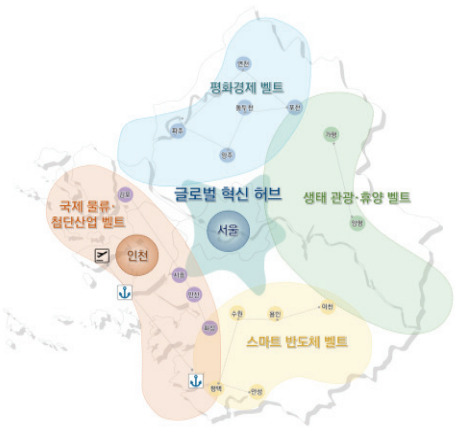 연천
평화경제 벨트
동두천
포천
파주
양주
가평
김포
글로벌 혁신 허브
생태 관광·휴양 벨트
국제 물류·
첨단산업 벨트
서울
양평
인천
시흥
안산
수원
용인
이천
화성
스마트 반도체 벨트
평택
안성